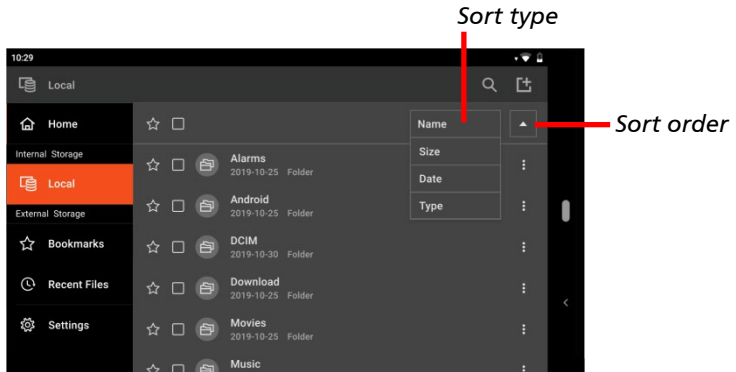 Sort type
10:29
Local
Home
Name
Sort order
Internal Storage
Size
Alarms
2019-10-25 Folder
Local
Date
Android
2019-10-25 Folder
Type
External Storage
Bookmarks
DCIM
2019-10-30 Folder
Recent Files
Download
2019-10-25 Folder
Settings
Movies
2019-10-25 Folder
Music